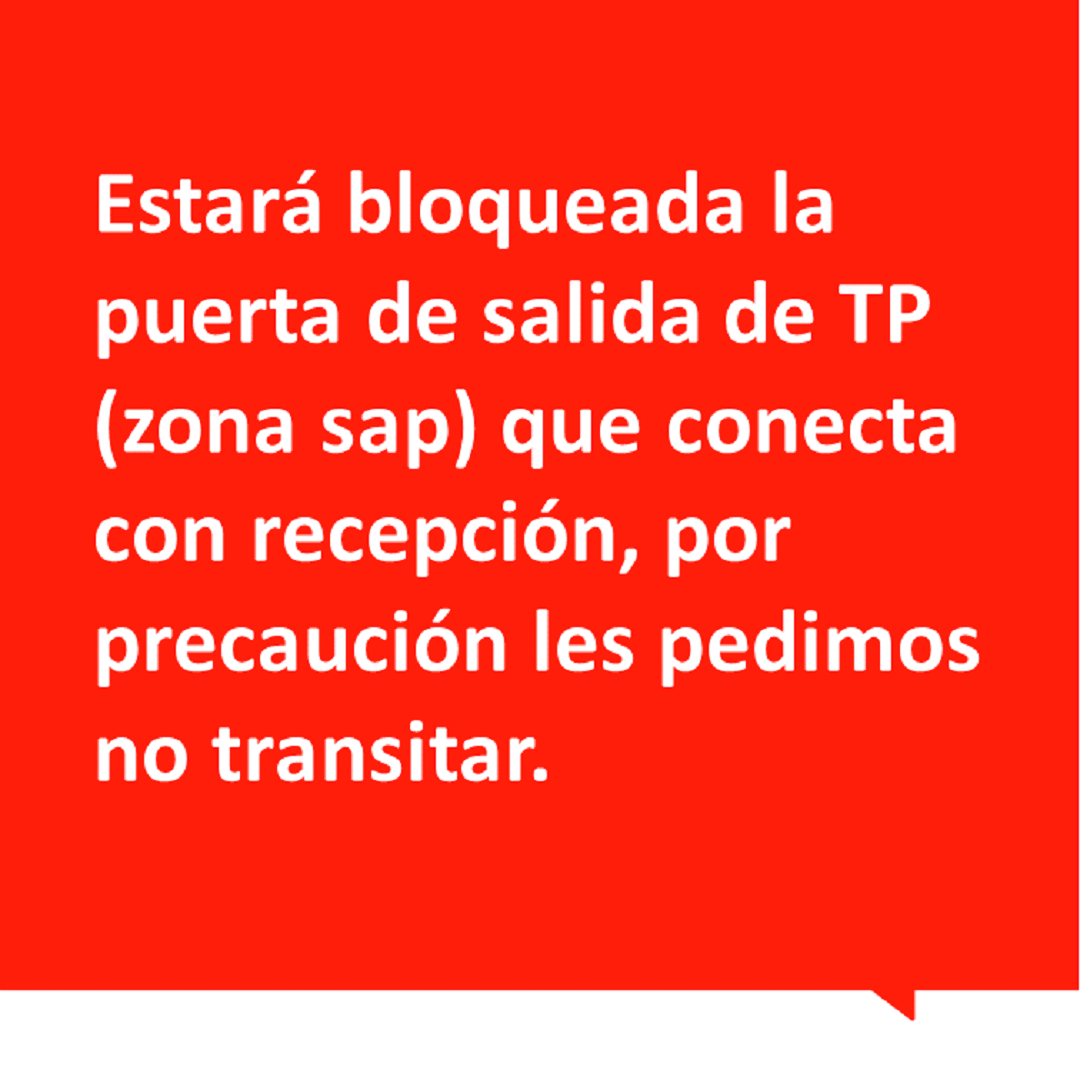 Estará bloqueada la
puerta de salida de TP
(zona sap) que conecta
con recepción, por
precaución les pedimos
no transitar.